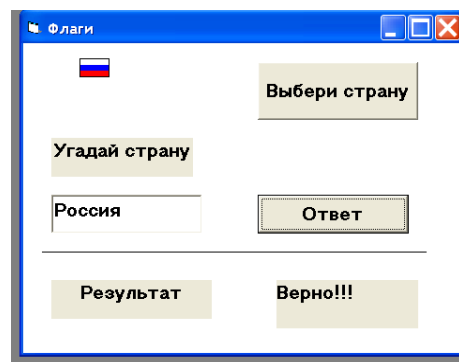 Флаги
Выбери страну
Угадай страну
Россия
Ответ
Результат
Верно!!!